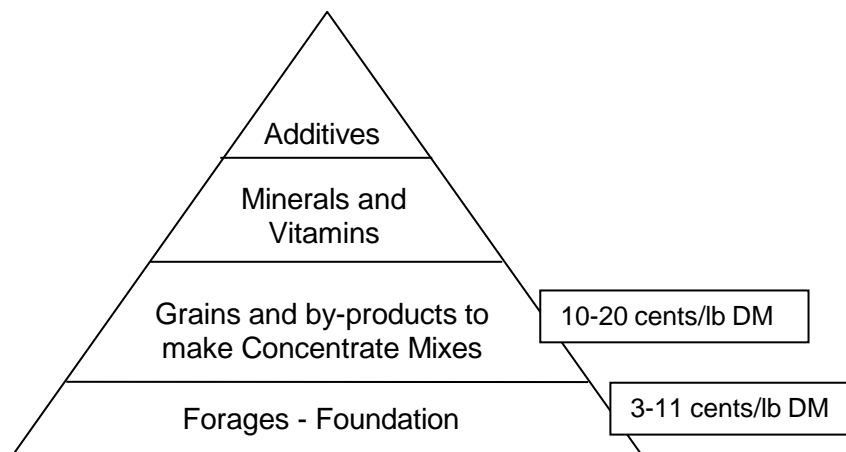 Additives
Minerals and
Vitamins
Grains and by-products to
make Concentrate Mixes
10-20 cents/lb DM
Forages - Foundation
3-11 cents/lb DM